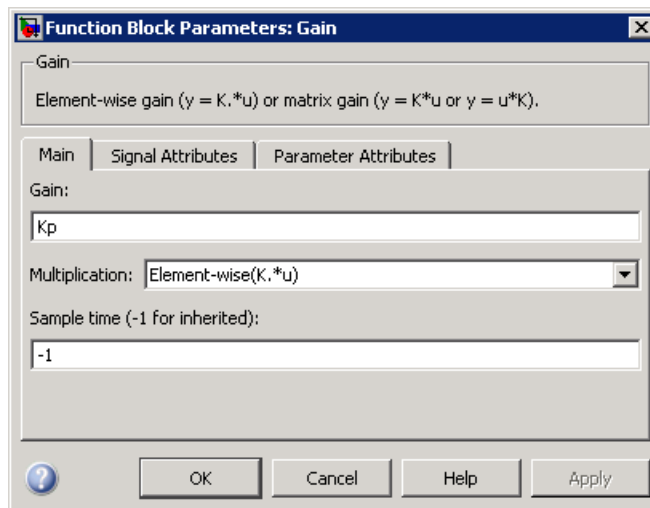 Function Block Parameters: Gain
Gain
Element-wise gain (y = K.*u) or matrix gain (y = K*u or y = u*K).
Main Signal Attributes Parameter Attributes
Gain:
Kp
Multiplication: Element-wise(K.*u)
Sample time (-1 for inherited):
-1
OK Cancel Help Apply